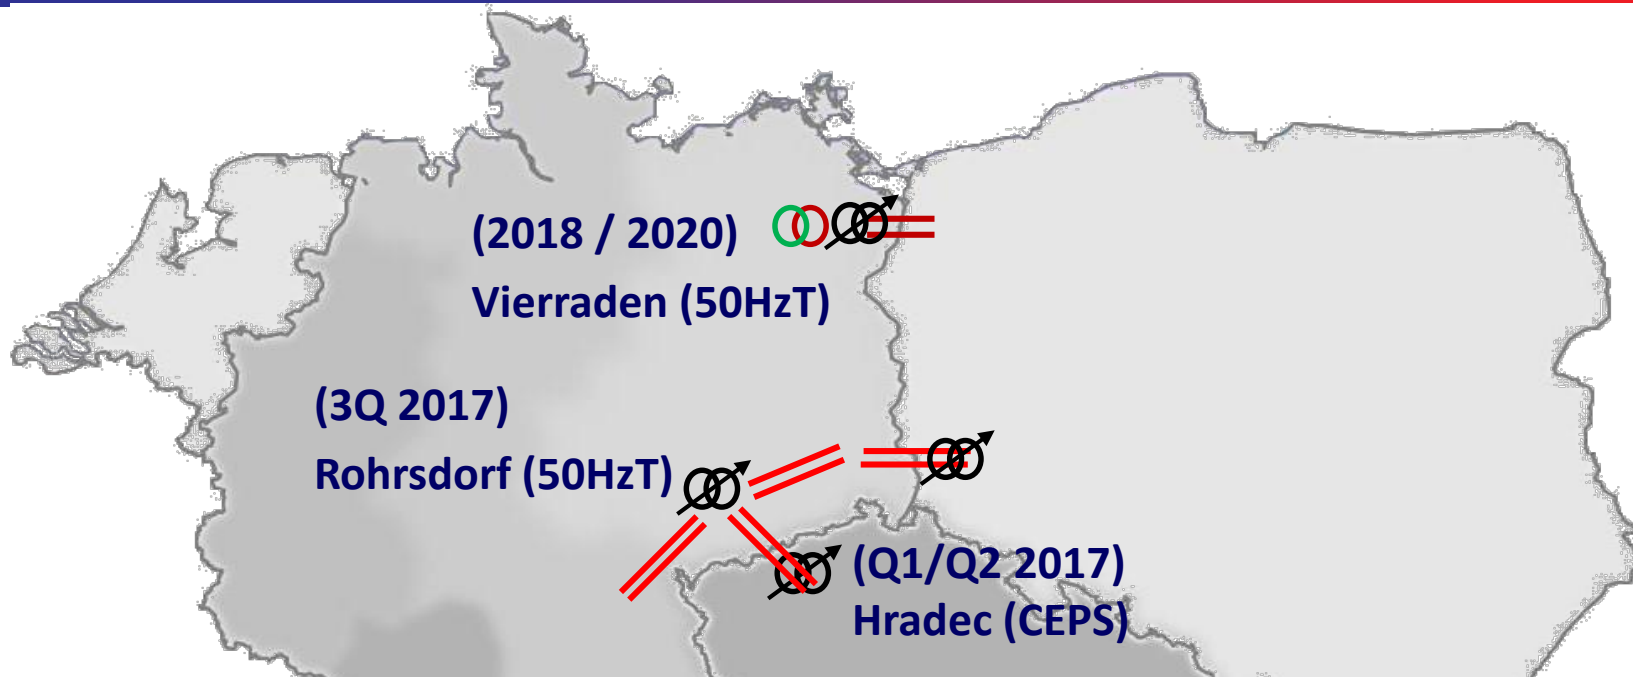 (2018 / 2020)
Vierraden (50HzT)
(3Q 2017)
Rohrsdorf (50HzT)
(Q1/Q2 2017)
Hradec (CEPS)